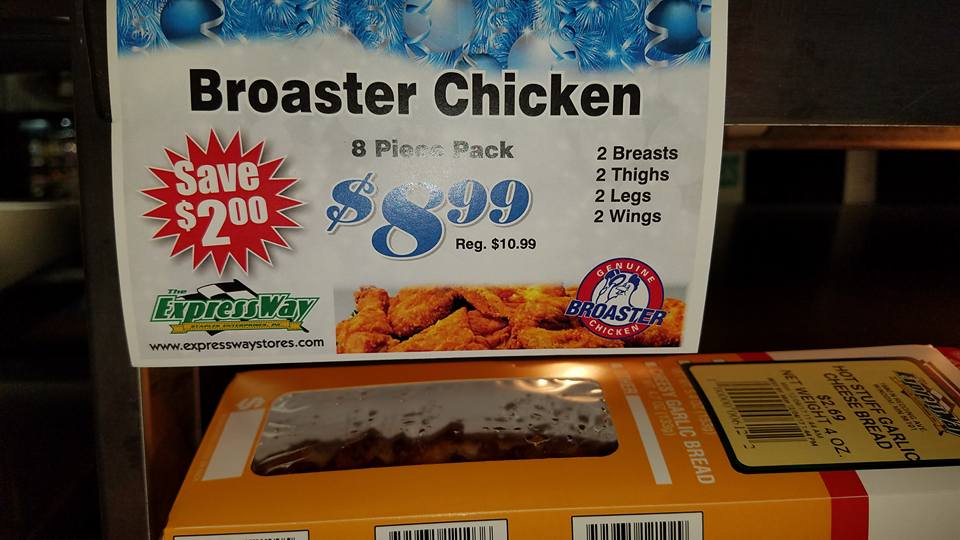 Broaster Chicken
8 Piece Pack
Save
$2.00
$8.99
Reg. $10.99
2 Breasts
2 Thighs
2 Legs
2 Wings
The
ExpressWay
www.expresswaystores.com
GENUINE
BROASTER
CHICKEN
CHEESY GARLIC BREAD
HOT STUFF GARLIC
CHEESE BREAD
$2.69
NET WEIGHT 4 OZ.